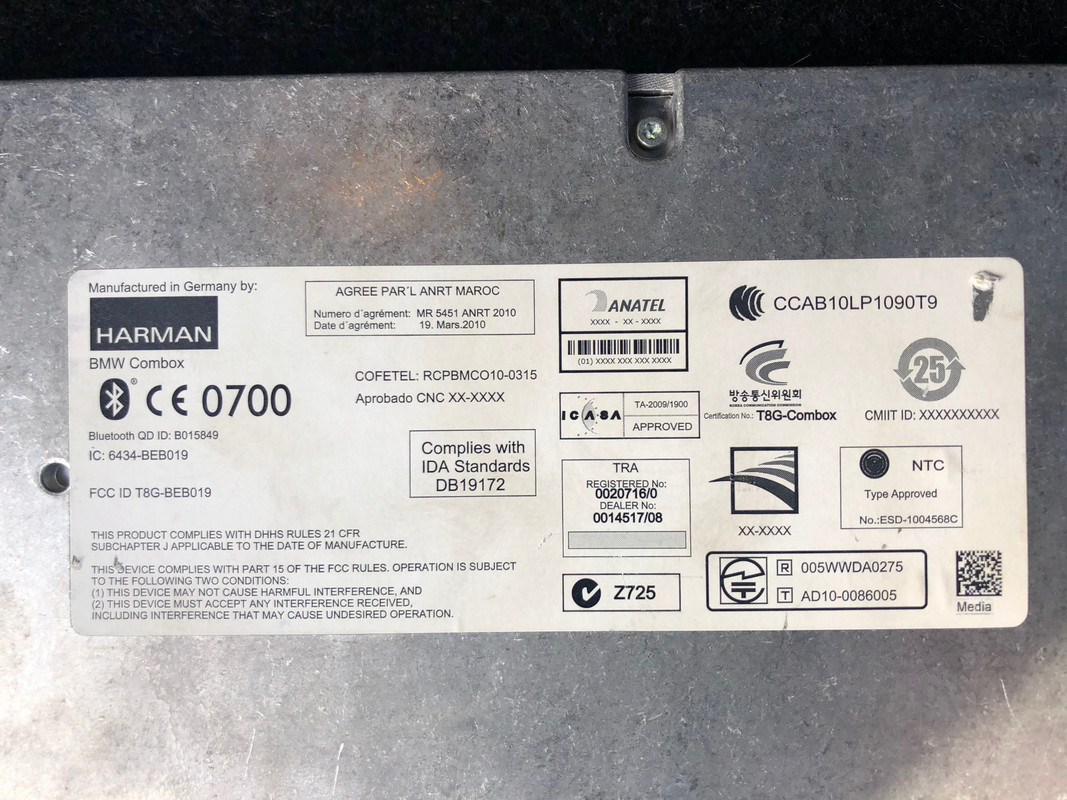 Manufactured in Germany by:
HARMAN
BMW Combox
® CE 0700
Bluetooth QD ID: B015849
IC: 6434-BEB019
FCC ID T8G-BEB019
AGREE PAR´L ANRT MAROC
Numero d´agrément: MR 5451 ANRT 2010
Date d´agrément: 19. Mars.2010
COFETEL: RCPBMCO10-0315
Aprobado CNC XX-XXXX
Complies with
IDA Standards
DB19172
THIS PRODUCT COMPLIES WITH DHHS RULES 21 CFR
SUBCHAPTER J APPLICABLE TO THE DATE OF MANUFACTURE.
THIS DEVICE COMPLIES WITH PART 15 OF THE FCC RULES. OPERATION IS SUBJECT
TO THE FOLLOWING TWO CONDITIONS:
(1) THIS DEVICE MAY NOT CAUSE HARMFUL INTERFERENCE, AND
(2) THIS DEVICE MUST ACCEPT ANY INTERFERENCE RECEIVED,
INCLUDING INTERFERENCE THAT MAY CAUSE UNDESIRED OPERATION.
ANATEL
XXXX - XX - XXXX
(01) XXXX XXX XXX XXXX
ICASA
TA-2009/1900
APPROVED
TRA
REGISTERED No:
0020716/0
DEALER No:
0014517/08
Z725
CCAB10LP1090T9
방송통신위원회
KOREA COMMUNICATIONS COMMISSION
Certification No.: T8G-Combox
25
CMIIT ID: XXXXXXXXXX
XX-XXXX
NTC
Type Approved
No.:ESD-1004568C
R 005WWDA0275
T AD10-0086005
Media